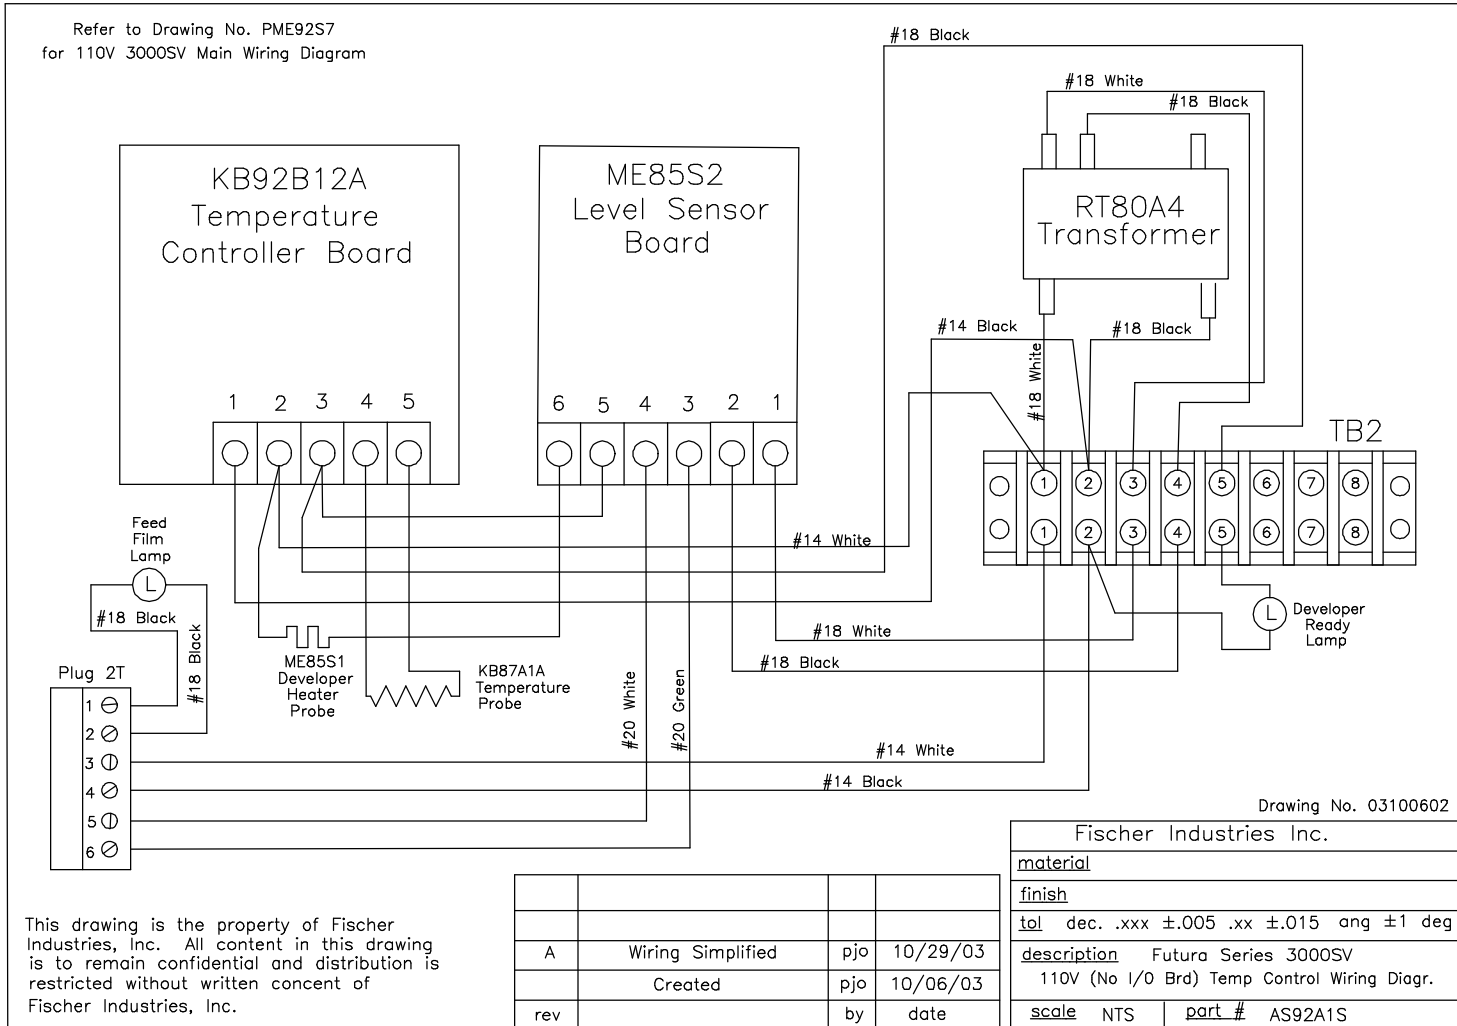 Refer to Drawing No. PME92S7
for 110V 3000SV Main Wiring Diagram
#18 Black
#18 White
#18 Black
KB92B12A
Temperature
Controller Board
ME85S2
Level Sensor
Board
RT80A4
Transformer
#14 Black
#18 Black
#18 White
1 2 3 4 5
6 5 4 3 2 1
TB2
1 2 3 4 5 6 7 8
1 2 3 4 5 6 7 8
Feed
Film
Lamp
L
#14 White
#18 Black
#18 Black
L
Developer
Ready
Lamp
#18 White
#18 Black
ME85S1
Developer
Heater
Probe
KB87A1A
Temperature
Probe
#20 White
#20 Green
Plug 2T
1
2
3
4
5
6
#14 White
#14 Black
Drawing No. 03100602
Fischer Industries Inc.
material
finish
tol dec. .xxx ±.005 .xx ±.015 ang ±1 deg
description Futura Series 3000SV
110V (No I/O Brd) Temp Control Wiring Diagr.
scale NTS part # AS92A1S
A Wiring Simplified pjo 10/29/03
Created pjo 10/06/03
rev by date
This drawing is the property of Fischer
Industries, Inc. All content in this drawing
is to remain confidential and distribution is
restricted without written concent of
Fischer Industries, Inc.